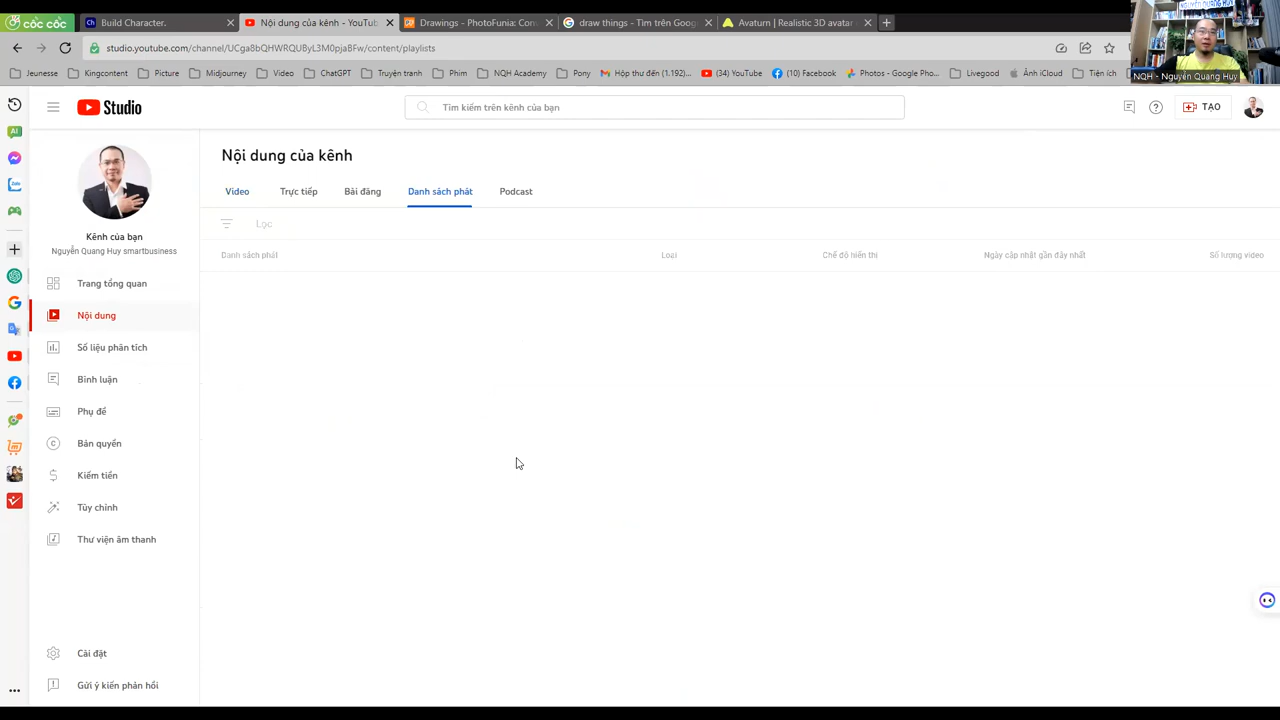 cốc cốc
Build Character.
Nội dung của kênh - YouTu
Drawings - PhotoFunia: Com
draw things - Tìm trên Goog
Avaturn | Realistic 3D avatar
studio.youtube.com/channel/UCga8bQHWRQUByL3M0pjaBFw/content/playlists
Jeunesse
Kingcontent
Picture
Midjourney
Video
ChatGPT
Truyện tranh
Phim
NQH Academy
Pony
Hộp thư đến (1.192)...
(34) YouTube
(10) Facebook
Photos - Google Pho...
Livegood
Ảnh iCloud
Tiện ích
NGUYỄN QUANG HUY
NQH - Nguyễn Quang Huy
Studio
Tìm kiếm trên kênh của bạn
TẠO
Kênh của bạn
Nguyễn Quang Huy smartbusiness
Trang tổng quan
Nội dung
Số liệu phân tích
Bình luận
Phụ đề
Bản quyền
Kiếm tiền
Tùy chỉnh
Thư viện âm thanh
Cài đặt
Gửi ý kiến phản hồi
Nội dung của kênh
Video
Trực tiếp
Bài đăng
Danh sách phát
Podcast
Lọc
Danh sách phát
Loại
Chế độ hiển thị
Ngày cập nhật gần đây nhất
Số lượng video